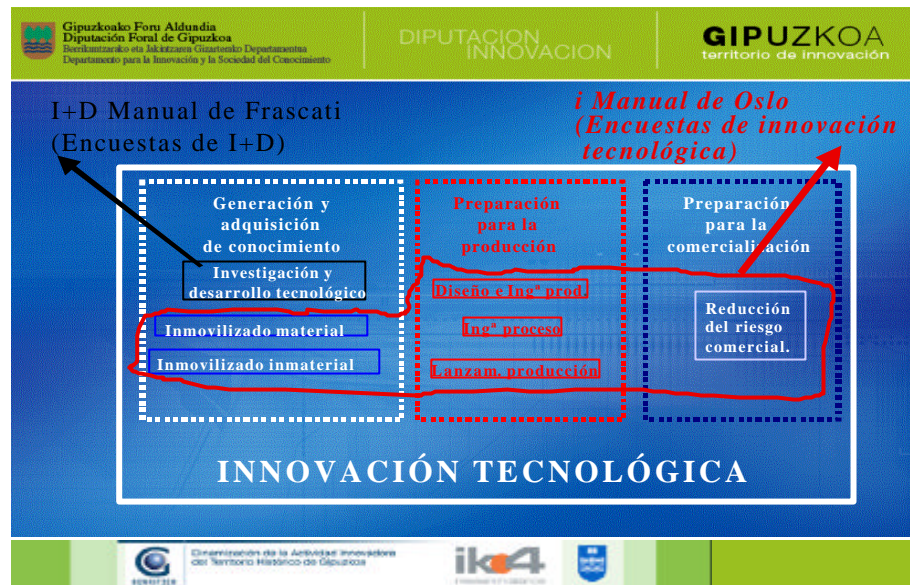 Gipuzkoako Foru Aldundia
Diputación Foral de Gipuzkoa
Berrikuntzarako eta Jakintzaren Gizarterako Departamentua
Departamento para la Innovación y la Sociedad del Conocimiento
DIPUTACION
INNOVACION
GIPUZKOA
territorio de innovación
I+D Manual de Frascati
(Encuestas de I+D)
i Manual de Oslo
(Encuestas de innovación
tecnológica)
Generación y
adquisición
de conocimiento
Investigación y
desarrollo tecnológico
Inmovilizado material
Inmovilizado inmaterial
Preparación
para la
producción
Diseño e Ingª prod.
Ingª proceso
Lanzam. producción
Preparación
para la
comercialización
Reducción
del riesgo
comercial.
INNOVACIÓN TECNOLÓGICA
Dinamización de la Actividad Innovadora
del Territorio Histórico de Gipuzkoa
ik4